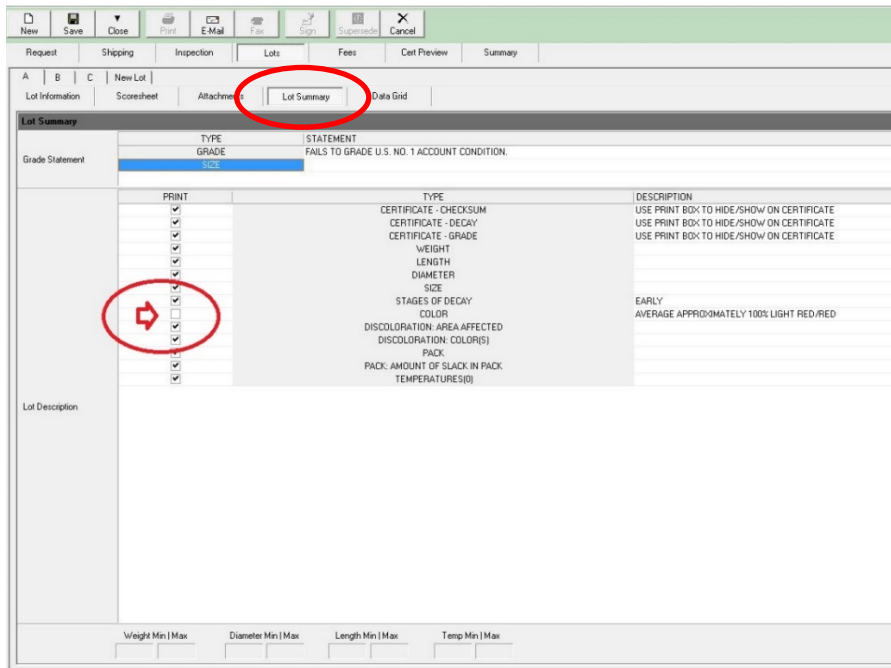 New Save Close Print E-Mail Fax Sign Supersede Cancel
Request Shipping Inspection Lots Fees Cert Preview Summary
A B C New Lot
Lot Information Scoresheet Attachments Lot Summary Data Grid
Lot Summary
TYPE STATEMENT
Grade Statement
GRADE FAILS TO GRADE U.S. NO. 1 ACCOUNT CONDITION.
SIZE
PRINT TYPE DESCRIPTION
CERTIFICATE - CHECKSUM USE PRINT BOX TO HIDE/SHOW ON CERTIFICATE
CERTIFICATE - DECAY USE PRINT BOX TO HIDE/SHOW ON CERTIFICATE
CERTIFICATE - GRADE USE PRINT BOX TO HIDE/SHOW ON CERTIFICATE
WEIGHT
LENGTH
DIAMETER
SIZE
STAGES OF DECAY EARLY
COLOR AVERAGE APPROXIMATELY 100% LIGHT RED/RED
DISCOLORATION: AREA AFFECTED
DISCOLORATION: COLOR(S)
PACK
PACK: AMOUNT OF SLACK IN PACK
TEMPERATURES(0)
Lot Description
Weight Min | Max Diameter Min | Max Length Min | Max Temp Min | Max